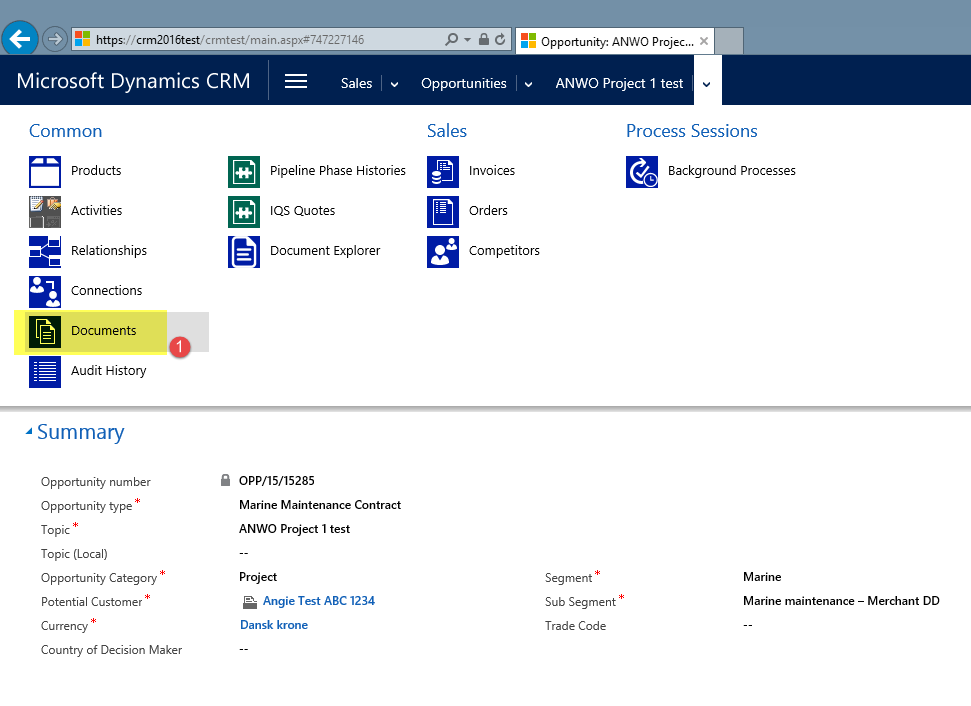 https://crm2016test/crmtest/main.aspx#747227146
Opportunity: ANWO Projec...
Microsoft Dynamics CRM
Sales
Opportunities
ANWO Project 1 test
Common
Sales
Process Sessions
Products
Pipeline Phase Histories
Invoices
Background Processes
Activities
IQS Quotes
Orders
Relationships
Document Explorer
Competitors
Connections
Documents
1
Audit History
Summary
Opportunity number OPP/15/15285
Opportunity type * Marine Maintenance Contract
Topic * ANWO Project 1 test
Topic (Local) --
Opportunity Category * Project
Segment * Marine
Potential Customer * Angie Test ABC 1234
Sub Segment * Marine maintenance – Merchant DD
Currency * Dansk krone
Trade Code --
Country of Decision Maker --